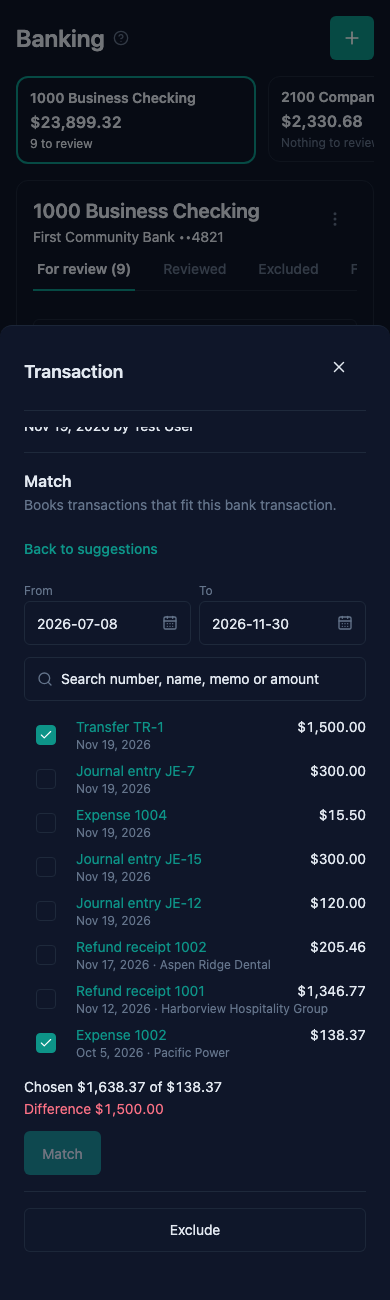 Banking
1000 Business Checking
$23,899.32
9 to review
2100 Compan
$2,330.68
Nothing to review
1000 Business Checking
First Community Bank ••4821
For review (9)
Reviewed
Excluded
F
Transaction
Nov 19, 2026 by Test User
Match
Books transactions that fit this bank transaction.
Back to suggestions
From
To
2026-07-08
2026-11-30
Search number, name, memo or amount
Transfer TR-1 $1,500.00
Nov 19, 2026
Journal entry JE-7 $300.00
Nov 19, 2026
Expense 1004 $15.50
Nov 19, 2026
Journal entry JE-15 $300.00
Nov 19, 2026
Journal entry JE-12 $120.00
Nov 19, 2026
Refund receipt 1002 $205.46
Nov 17, 2026 · Aspen Ridge Dental
Refund receipt 1001 $1,346.77
Nov 12, 2026 · Harborview Hospitality Group
Expense 1002 $138.37
Oct 5, 2026 · Pacific Power
Chosen $1,638.37 of $138.37
Difference $1,500.00
Match
Exclude